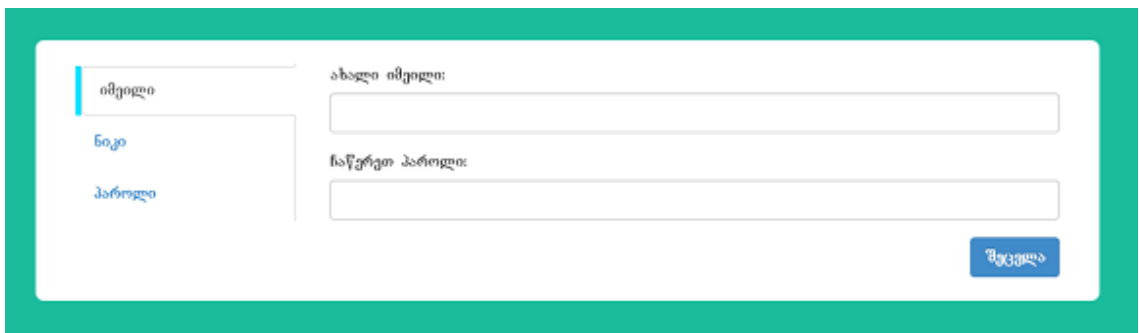 იმეილი
ნიკი
პაროლი
ახალი იმეილი:
ჩაწერეთ პაროლი:
შეცვლა